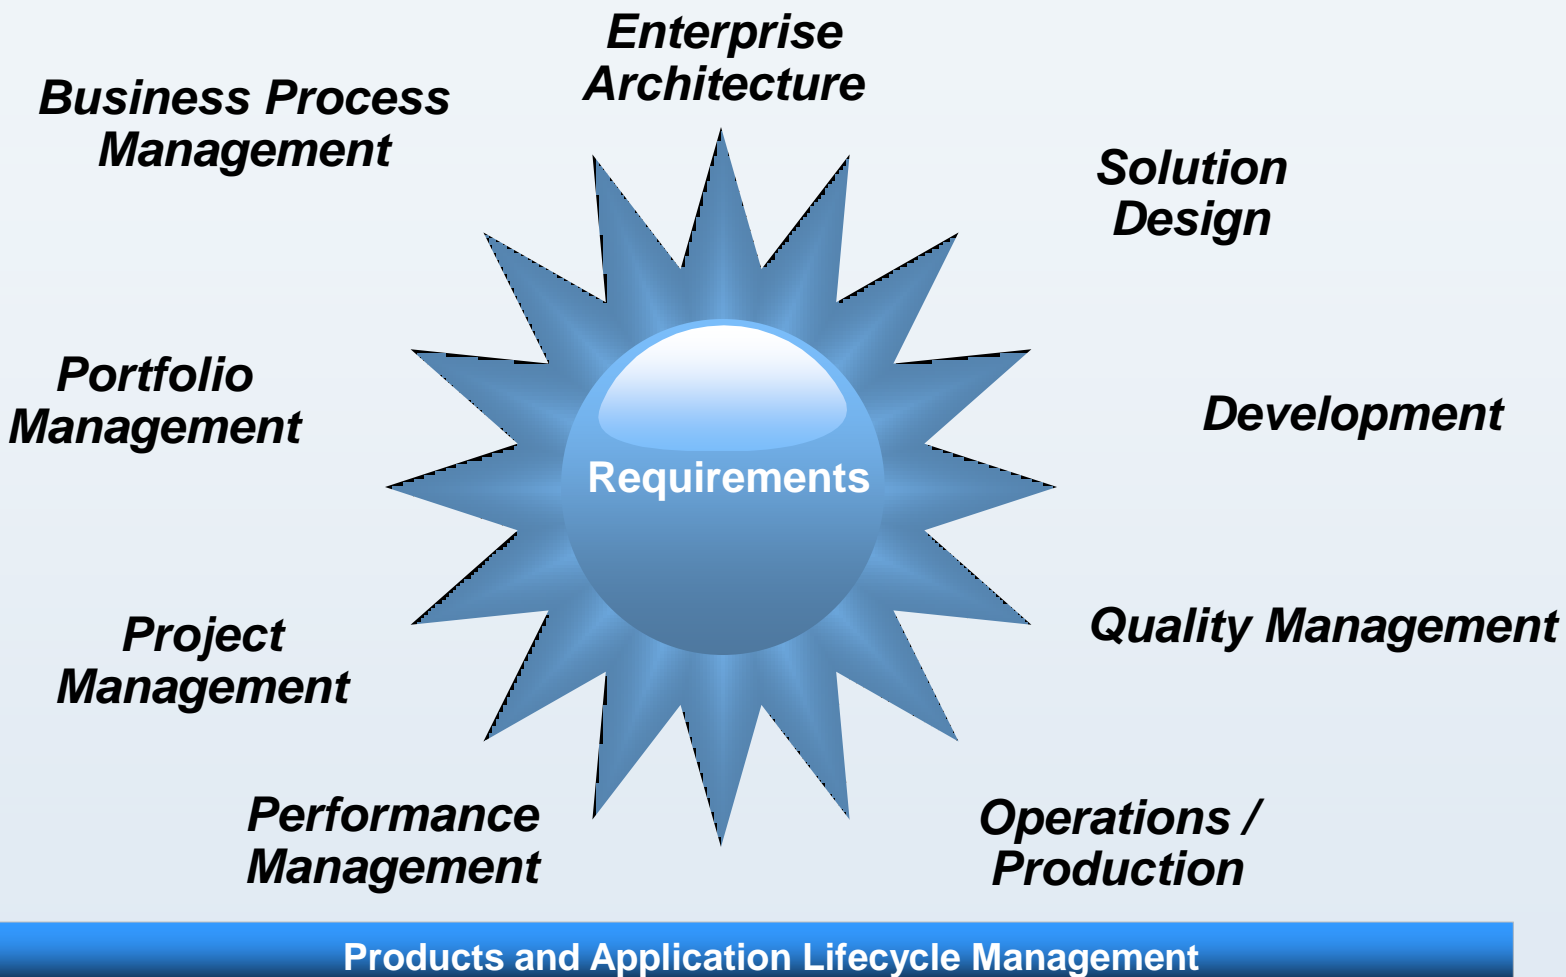 Enterprise
Architecture
Business Process
Management
Solution
Design
Portfolio
Management
Development
Requirements
Project
Management
Quality Management
Performance
Management
Operations /
Production
Products and Application Lifecycle Management